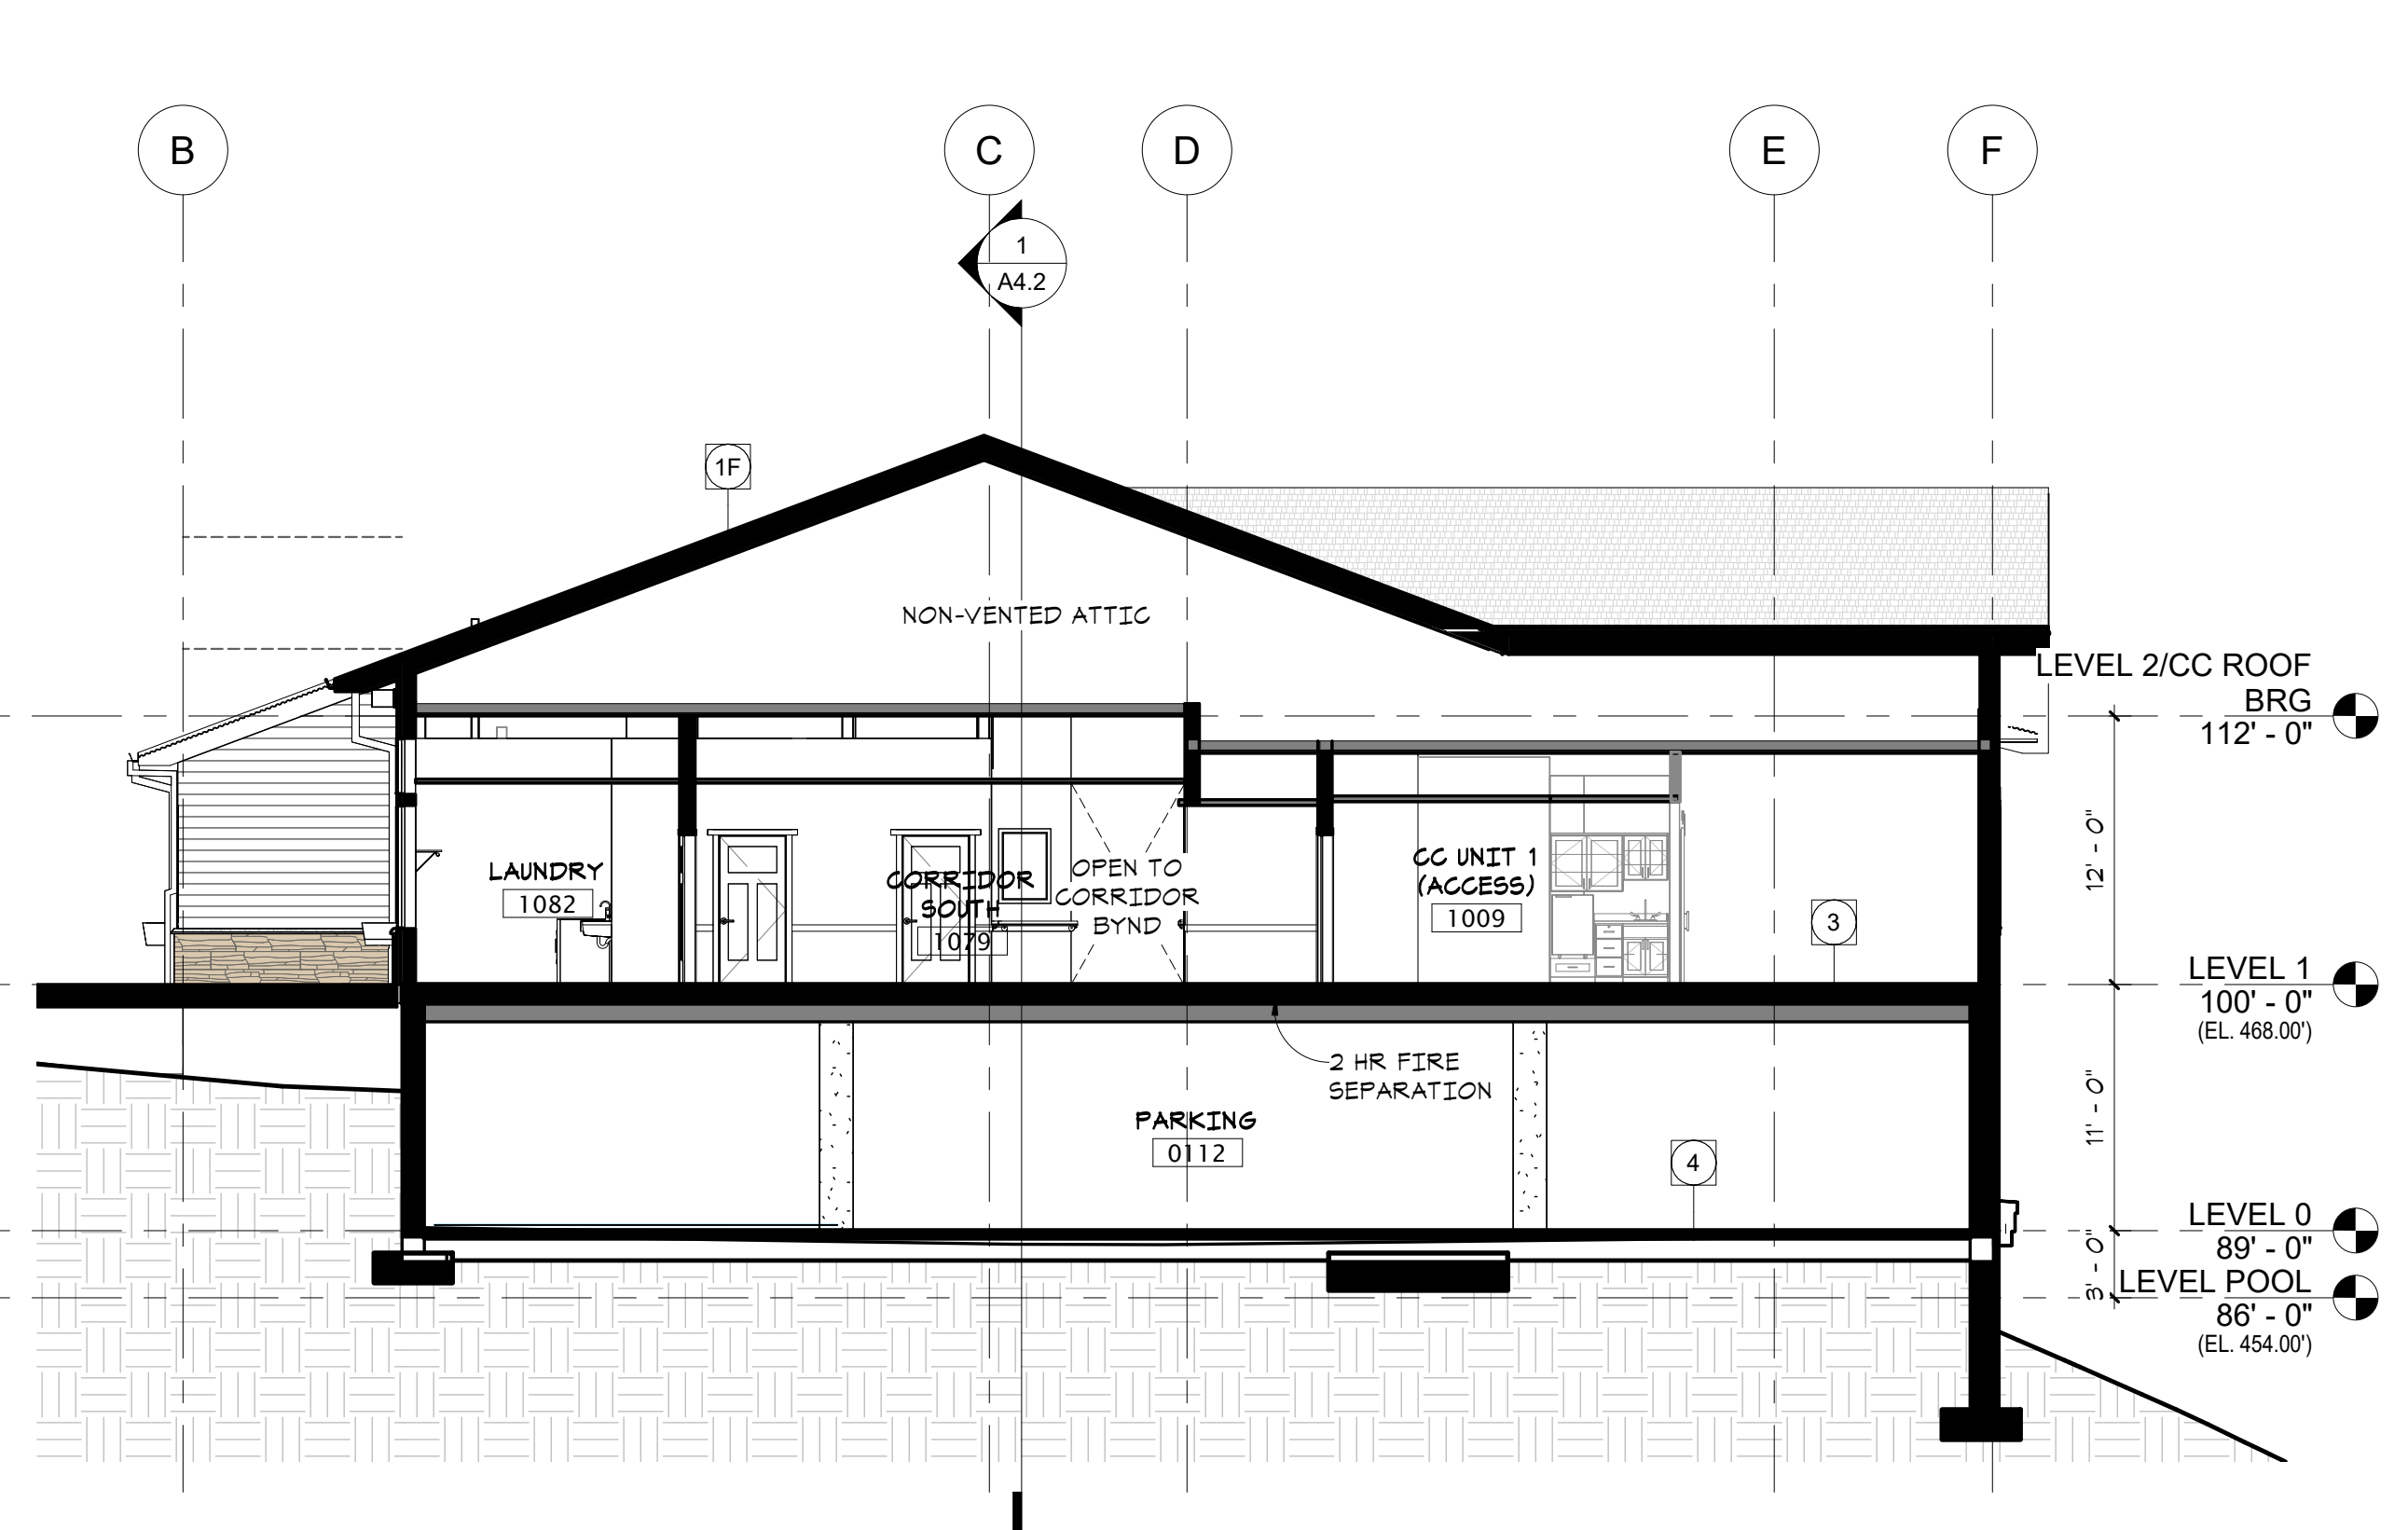 B
C
D
E
F
1
A4.2
1F
NON-VENTED ATTIC
LEVEL 2/CC ROOF
BRG
112' - 0"
12' - 0"
LAUNDRY
1082
CORRIDOR
SOUTH
1079
OPEN TO
CORRIDOR
BYND
CC UNIT 1
(ACCESS)
1009
3
LEVEL 1
100' - 0"
(EL. 468.00')
2 HR FIRE
SEPARATION
11' - 0"
PARKING
0112
4
LEVEL 0
89' - 0"
3' - 0"
LEVEL POOL
86' - 0"
(EL. 454.00')